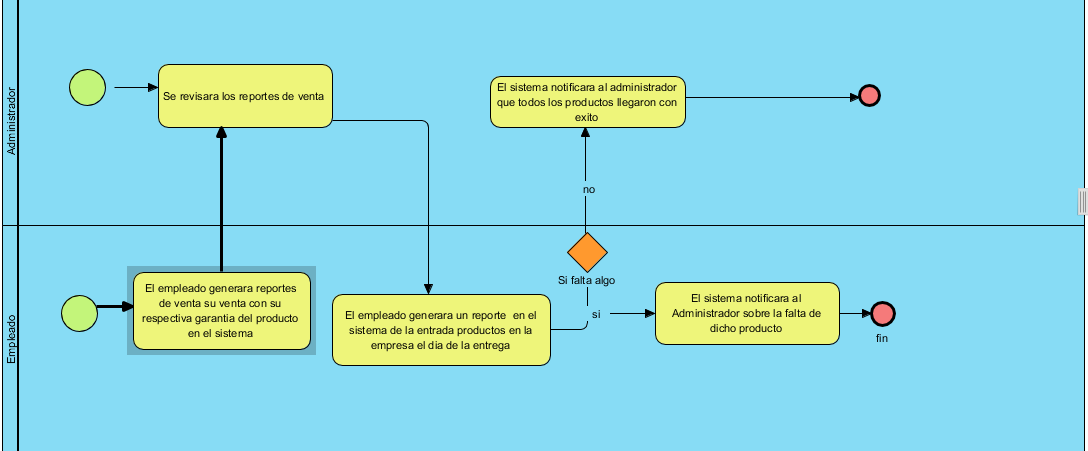 Administrador
Se revisara los reportes de venta
El sistema notificara al administrador
que todos los productos llegaron con
exito
no
Empleado
El empleado generara reportes
de venta su venta con su
respectiva garantia del producto
en el sistema
El empleado generara un reporte en el
sistema de la entrada productos en la
empresa el dia de la entrega
Si falta algo
si
El sistema notificara al
Administrador sobre la falta de
dicho producto
fin